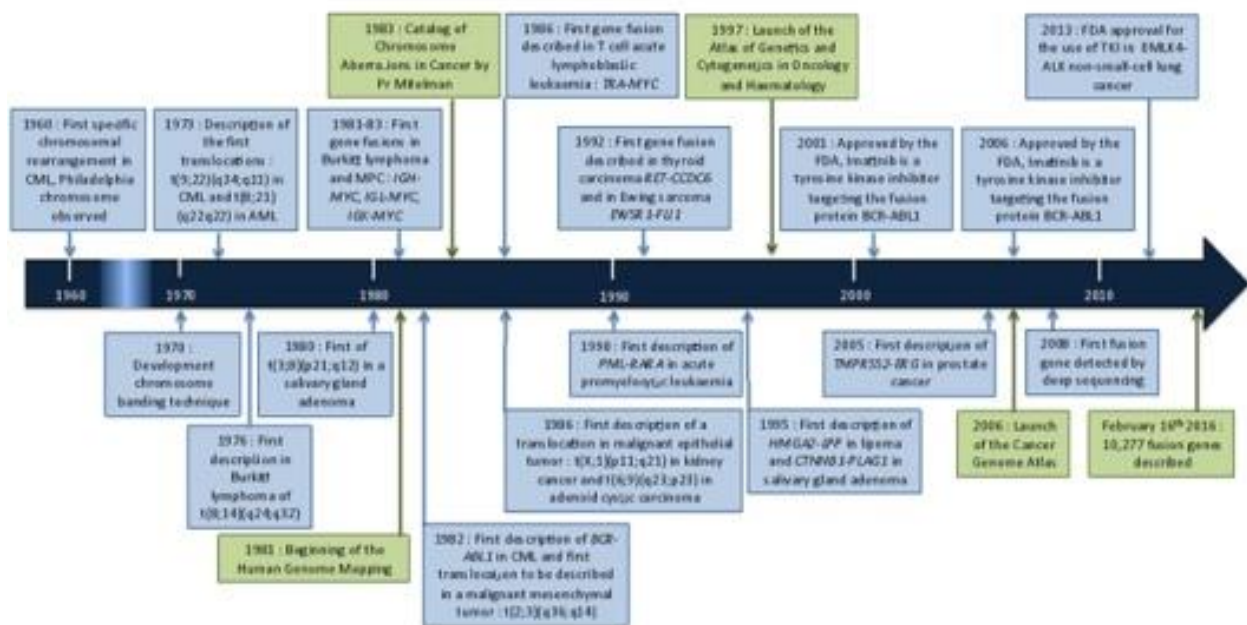 1983 : Catalog of
Chromosome
Aberrations in Cancer by
Pr Mitelman
1986 : First gene fusion
described in T cell acute
lymphoblastic
leukaemia : TRA-MYC
1997 : Launch of the
Atlas of Genetics and
Cytogenetics in Oncology
and Haematology
2013 : FDA approval for
the use of TKI in EMLK4-
ALK non-small-cell lung
cancer
1960 : First specific
chromosomal
rearrangement in
CML, Philadelphia
chromosome
observed
1973 : Description of
the first
translocations :
t(9;22)(q34;q11) in
CML and t(8;21)
(q22q22) in AML
1981-83 : First
gene fusions in
Burkitt lymphoma
and MPC : IGH-
MYC, IGL-MYC,
IGK-MYC
1992 : First gene fusion
described in thyroid
carcinoma RET-CCDC6
and in Ewing sarcoma
EWSR1-FLI1
2001 : Approved by the
FDA, Imatinib is a
tyrosine kinase inhibitor
targeting the fusion
protein BCR-ABL1
2006 : Approved by the
FDA, Imatinib is a
tyrosine kinase inhibitor
targeting the fusion
protein BCR-ABL1
1960 1970 1980 1990 2000 2010
1970 :
Development
chromosome
banding technique
1980 : First of
t(3;8)(p21;q12) in a
salivary gland
adenoma
1990 : First description of
PML-RARA in acute
promyelocytic leukaemia
2005 : First description of
TMPRSS2-ERG in prostate
cancer
2008 : First fusion
gene detected by
deep sequencing
1976 : First
description in
Burkitt
lymphoma of
t(8;14)(q24;q32)
1986 : First description of a
translocation in malignant epithelial
tumor : t(X;1)(p11;q21) in kidney
cancer and t(6;9)(q23;p23) in
adenoid cystic carcinoma
1995 : First description of
HMGA2-LPP in lipoma
and CTNNB1-PLAG1 in
salivary gland adenoma
2006 : Launch
of the Cancer
Genome Atlas
February 16th 2016 :
10,277 fusion genes
described
1981 : Beginning of the
Human Genome Mapping
1982 : First description of BCR-
ABL1 in CML and first
translocation to be described
in a malignant mesenchymal
tumor : t(2;3)(q36;q14)